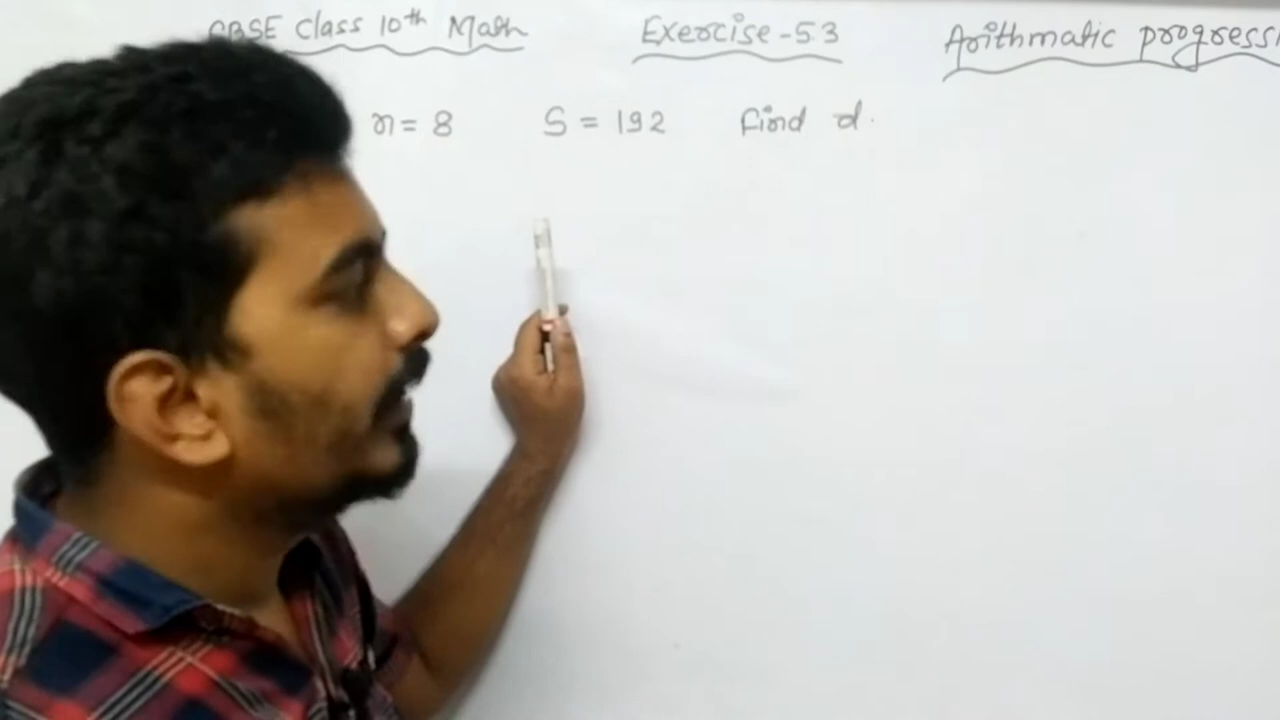 CBSE Class 10th Math Exercise - 5.3 Arithmatic progressi
n = 8 S = 192 Find d.